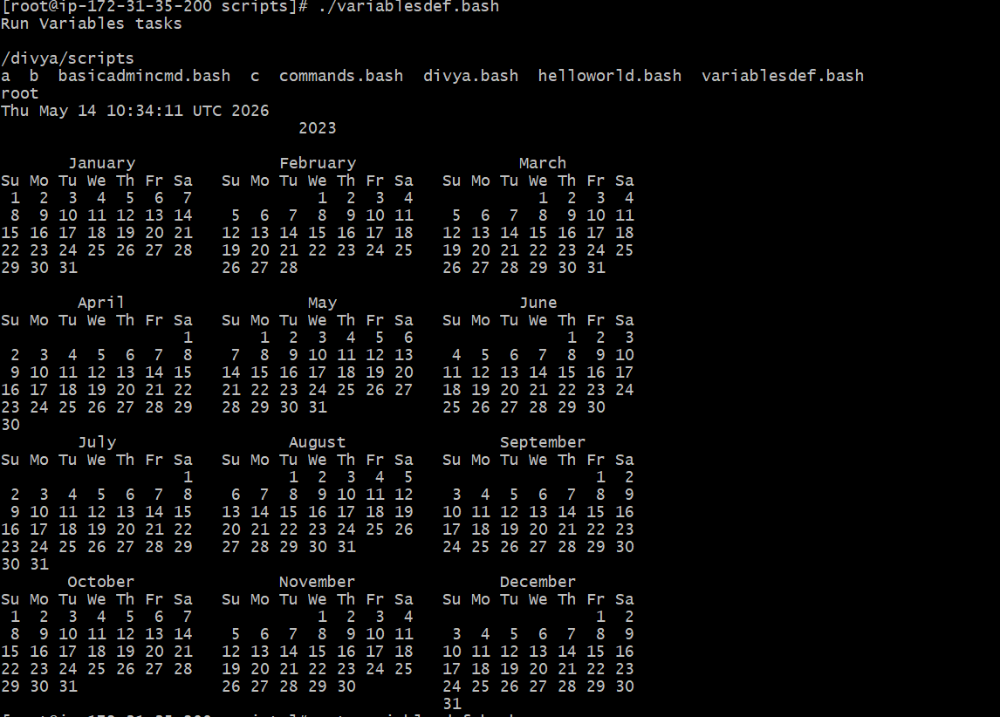 [root@ip-172-31-35-200 scripts]# ./variablesdef.bash
Run Variables tasks

/divya/scripts
a  b  basicadmincmd.bash  c  commands.bash  divya.bash  helloworld.bash  variablesdef.bash
root
Thu May 14 10:34:11 UTC 2026
                               2023

       January               February                 March
Su Mo Tu We Th Fr Sa   Su Mo Tu We Th Fr Sa   Su Mo Tu We Th Fr Sa
 1  2  3  4  5  6  7             1  2  3  4             1  2  3  4
 8  9 10 11 12 13 14    5  6  7  8  9 10 11    5  6  7  8  9 10 11
15 16 17 18 19 20 21   12 13 14 15 16 17 18   12 13 14 15 16 17 18
22 23 24 25 26 27 28   19 20 21 22 23 24 25   19 20 21 22 23 24 25
29 30 31               26 27 28               26 27 28 29 30 31

        April                   May                   June
Su Mo Tu We Th Fr Sa   Su Mo Tu We Th Fr Sa   Su Mo Tu We Th Fr Sa
                   1       1  2  3  4  5  6                1  2  3
 2  3  4  5  6  7  8    7  8  9 10 11 12 13    4  5  6  7  8  9 10
 9 10 11 12 13 14 15   14 15 16 17 18 19 20   11 12 13 14 15 16 17
16 17 18 19 20 21 22   21 22 23 24 25 26 27   18 19 20 21 22 23 24
23 24 25 26 27 28 29   28 29 30 31            25 26 27 28 29 30
30
        July                  August                September
Su Mo Tu We Th Fr Sa   Su Mo Tu We Th Fr Sa   Su Mo Tu We Th Fr Sa
                   1          1  2  3  4  5                   1  2
 2  3  4  5  6  7  8    6  7  8  9 10 11 12    3  4  5  6  7  8  9
 9 10 11 12 13 14 15   13 14 15 16 17 18 19   10 11 12 13 14 15 16
16 17 18 19 20 21 22   20 21 22 23 24 25 26   17 18 19 20 21 22 23
23 24 25 26 27 28 29   27 28 29 30 31         24 25 26 27 28 29 30
30 31
       October               November               December
Su Mo Tu We Th Fr Sa   Su Mo Tu We Th Fr Sa   Su Mo Tu We Th Fr Sa
 1  2  3  4  5  6  7             1  2  3  4                   1  2
 8  9 10 11 12 13 14    5  6  7  8  9 10 11    3  4  5  6  7  8  9
15 16 17 18 19 20 21   12 13 14 15 16 17 18   10 11 12 13 14 15 16
22 23 24 25 26 27 28   19 20 21 22 23 24 25   17 18 19 20 21 22 23
29 30 31               26 27 28 29 30         24 25 26 27 28 29 30
                                              31